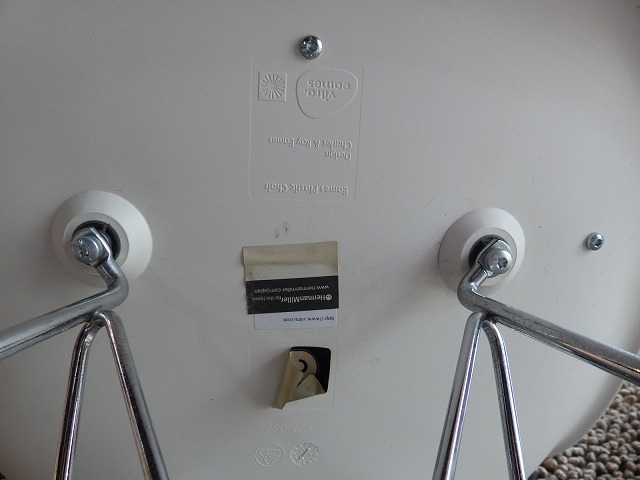 Eames Plastic Chair
Design
Charles & Ray Eames
vitra.
eames
http://www.vitra.com
HermanMiller for the Home
www.hermanmiller.com/japan